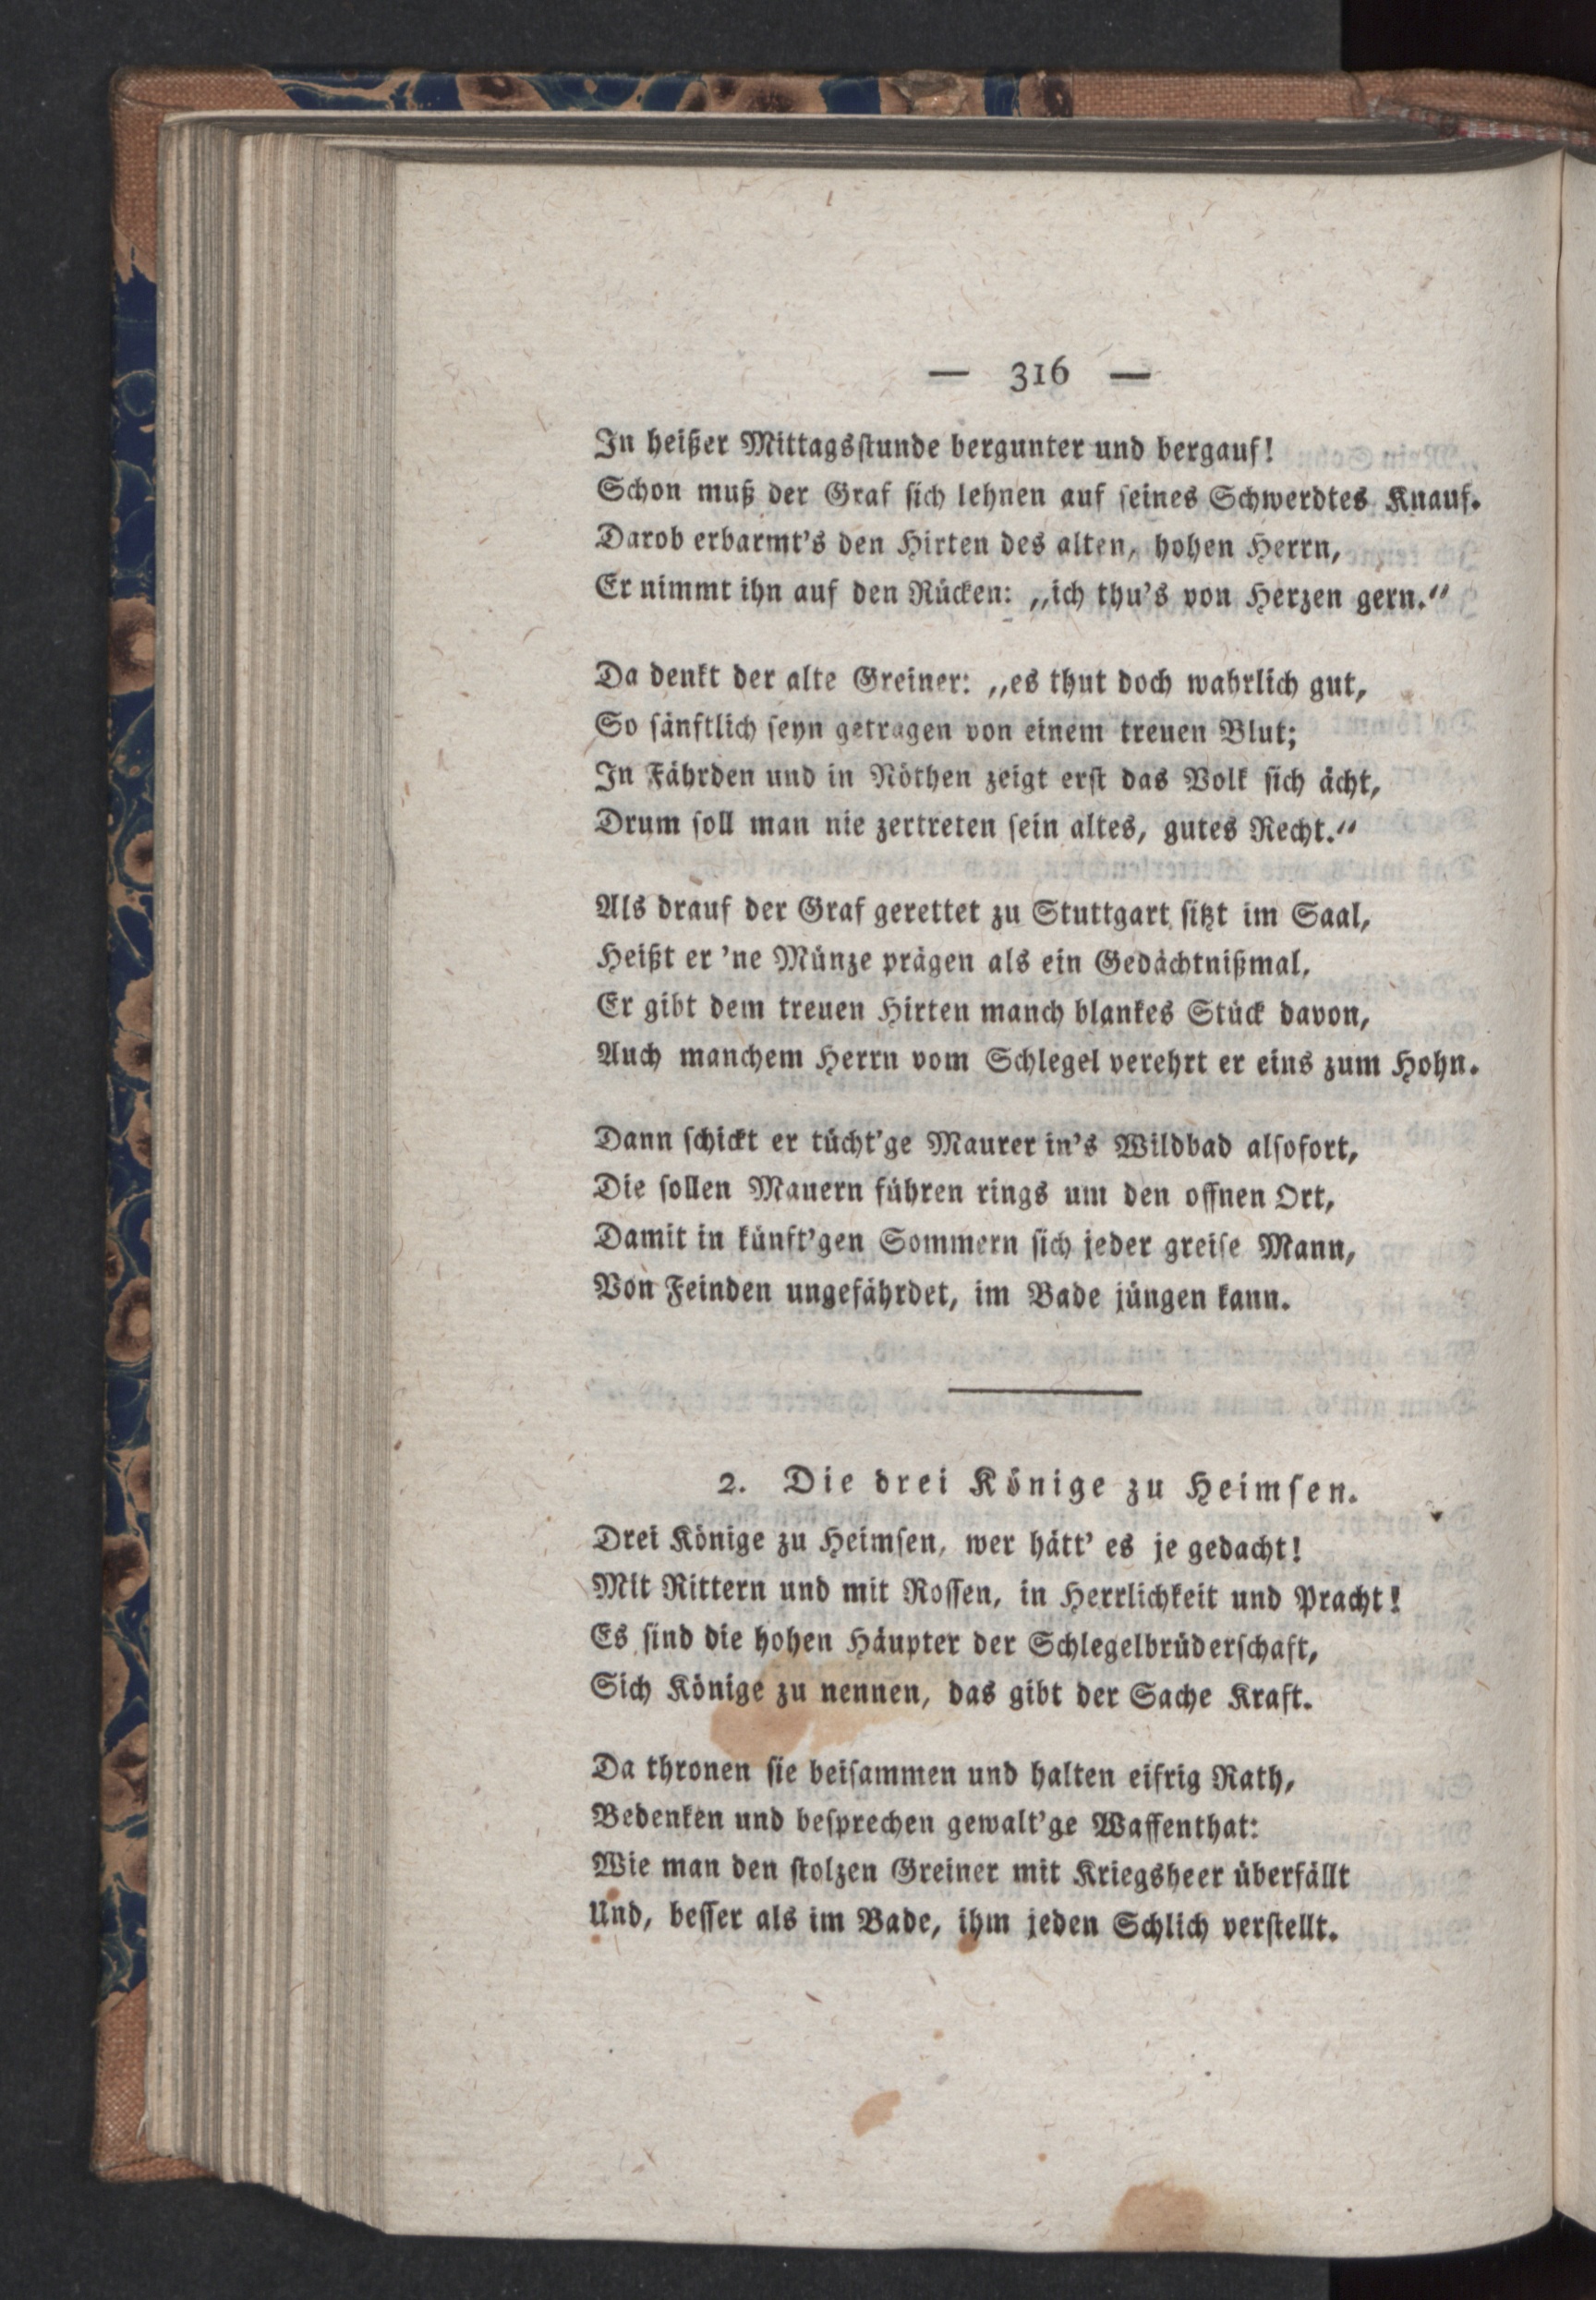 — 316 —
In heißer Mittagsstunde bergunter und bergauf!
Schon muß der Graf sich lehnen auf seines Schwerdtes Knauf.
Darob erbarmt's den Hirten des alten, hohen Herrn,
Er nimmt ihn auf den Rücken: „ich thu's von Herzen gern.“
Da denkt der alte Greiner: „es thut doch wahrlich gut,
So sänftlich seyn getragen von einem treuen Blut;
In Fährden und in Nöthen zeigt erst das Volk sich ächt,
Drum soll man nie zertreten sein altes, gutes Recht.“
Als drauf der Graf gerettet zu Stuttgart sitzt im Saal,
Heißt er 'ne Münze prägen als ein Gedächtnißmal,
Er gibt dem treuen Hirten manch blankes Stück davon,
Auch manchem Herrn vom Schlegel verehrt er eins zum Hohn.
Dann schickt er tücht'ge Maurer in's Wildbad alsofort,
Die sollen Mauern führen rings um den offnen Ort,
Damit in künft'gen Sommern sich jeder greise Mann,
Von Feinden ungefährdet, im Bade jüngen kann.
2. Die drei Könige zu Heimsen.
Drei Könige zu Heimsen, wer hätt' es je gedacht!
Mit Rittern und mit Rossen, in Herrlichkeit und Pracht!
Es sind die hohen Häupter der Schlegelbrüderschaft,
Sich Könige zu nennen, das gibt der Sache Kraft.
Da thronen sie beisammen und halten eifrig Rath,
Bedenken und besprechen gewalt'ge Waffenthat:
Wie man den stolzen Greiner mit Kriegsheer überfällt
Und, besser als im Bade, ihm jeden Schlich verstellt.